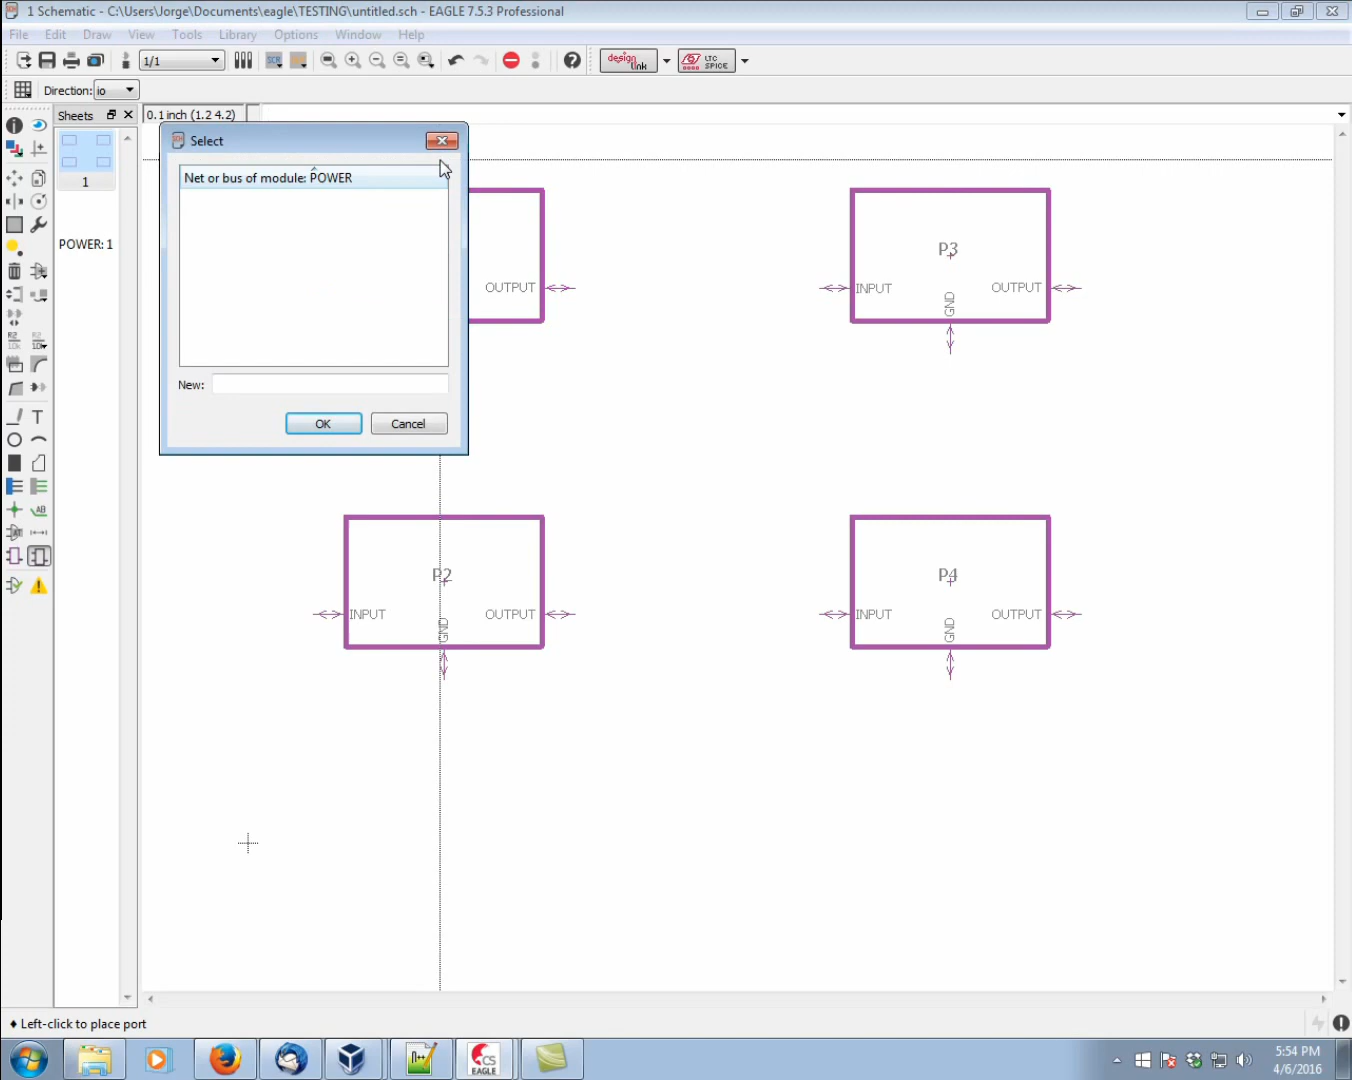 1 Schematic - C:\Users\Jorge\Documents\eagle\TESTING\untitled.sch - EAGLE 7.5.3 Professional
File Edit Draw View Tools Library Options Window Help
1/1
SCR
design link
LTC SPICE
Direction: io
Sheets
0.1 inch (1.2 4.2)
1
POWER: 1
Select
Net or bus of module: POWER
New:
OK Cancel
OUTPUT
P3
INPUT OUTPUT
GND
P2
INPUT OUTPUT
GND
P4
INPUT OUTPUT
GND
Left-click to place port
CS
EAGLE
5:54 PM
4/6/2016